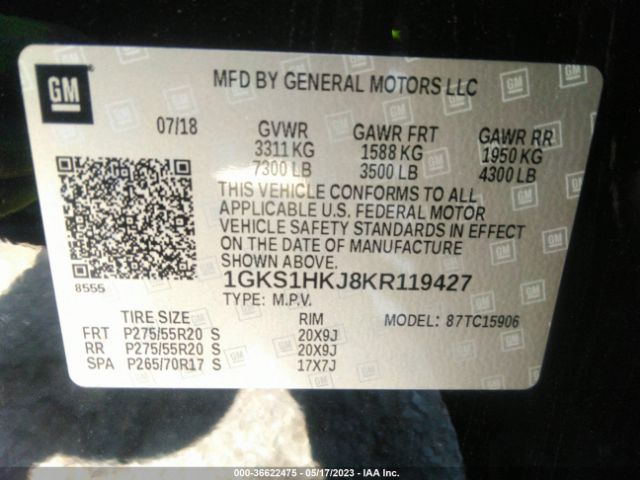 GM
MFD BY GENERAL MOTORS LLC
07/18 GVWR GAWR FRT GAWR RR
3311 KG 1588 KG 1950 KG
7300 LB 3500 LB 4300 LB
THIS VEHICLE CONFORMS TO ALL
APPLICABLE U.S. FEDERAL MOTOR
VEHICLE SAFETY STANDARDS IN EFFECT
ON THE DATE OF MANUFACTURE
SHOWN ABOVE.
8555
1GKS1HKJ8KR119427
TYPE: M.P.V.
TIRE SIZE RIM MODEL: 87TC15906
FRT P275/55R20 S 20X9J
RR P275/55R20 S 20X9J
SPA P265/70R17 S 17X7J
000-36622475 - 05/17/2023 - IAA Inc.